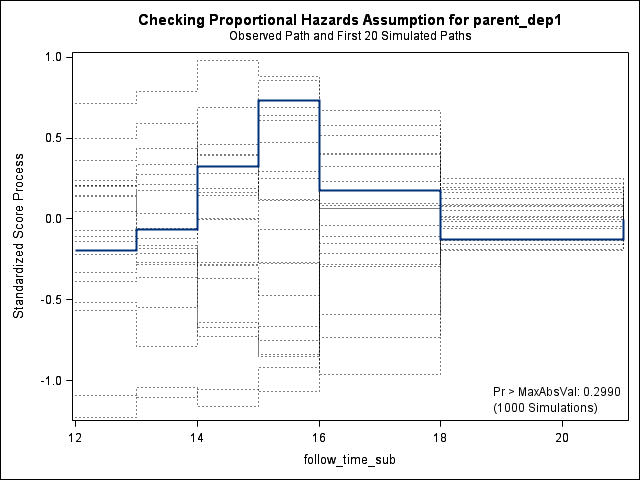 Checking Proportional Hazards Assumption for parent_dep1
Observed Path and First 20 Simulated Paths
Standardized Score Process
1.0
0.5
0.0
-0.5
-1.0
Pr > MaxAbsVal: 0.2990
(1000 Simulations)
12
14
16
18
20
follow_time_sub